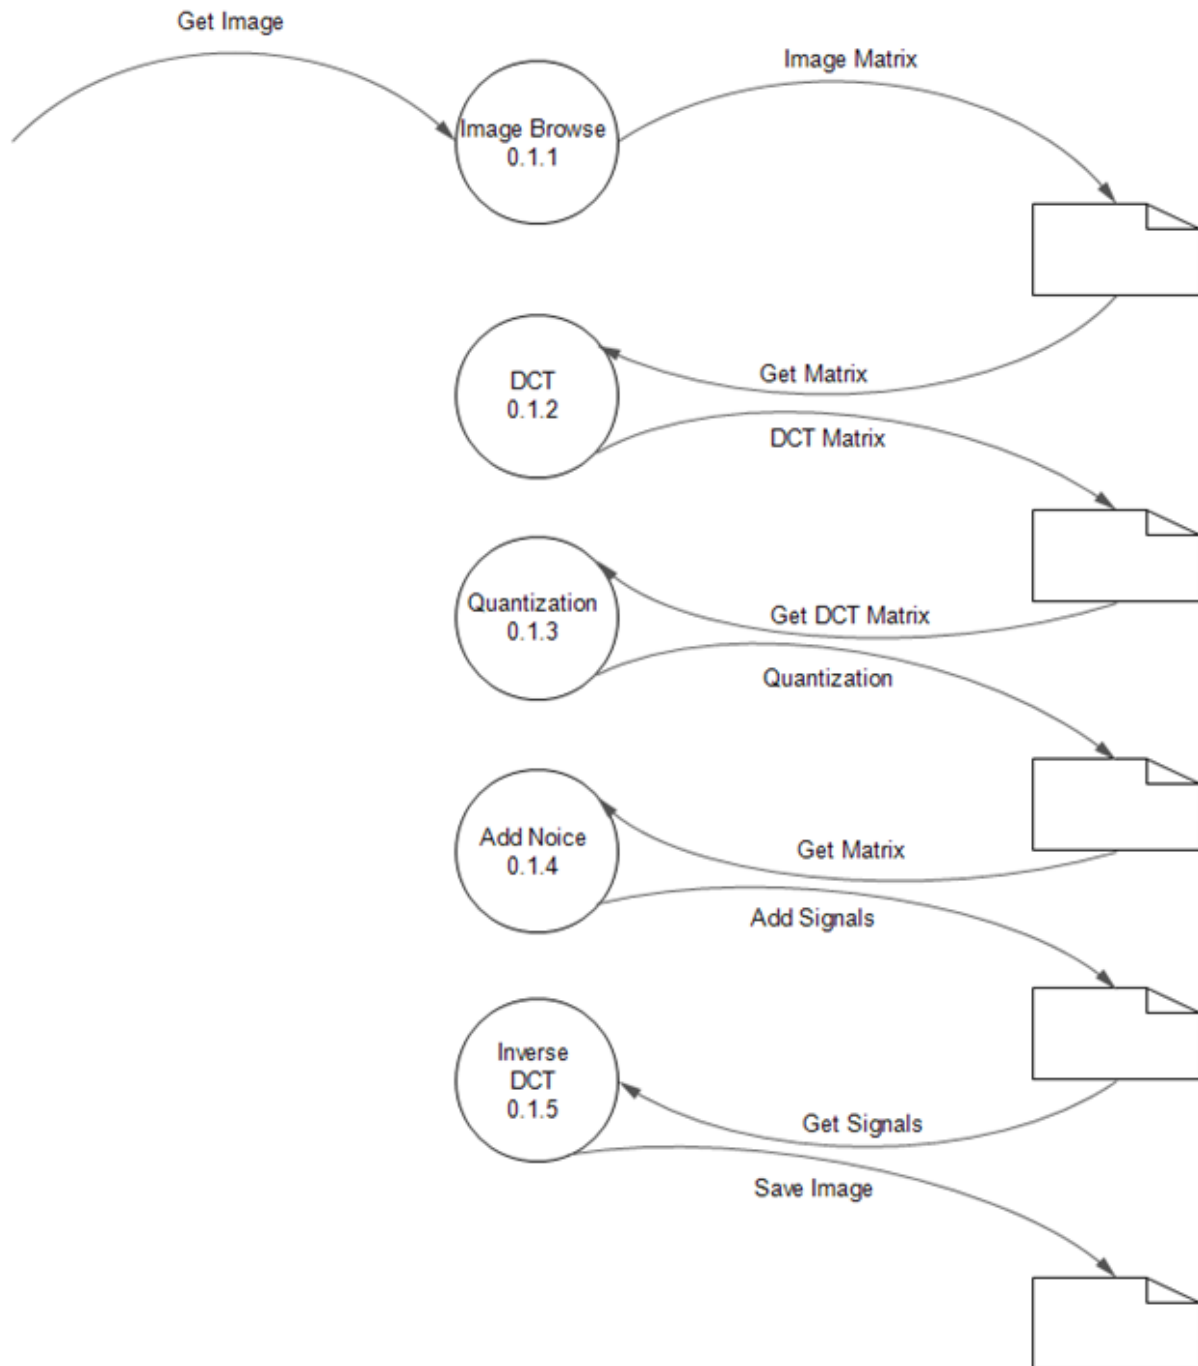 Get Image
Image Matrix
Image Browse
0.1.1
Get Matrix
DCT
0.1.2
DCT Matrix
Quantization
0.1.3
Get DCT Matrix
Quantization
Add Noice
0.1.4
Get Matrix
Add Signals
Inverse
DCT
0.1.5
Get Signals
Save Image